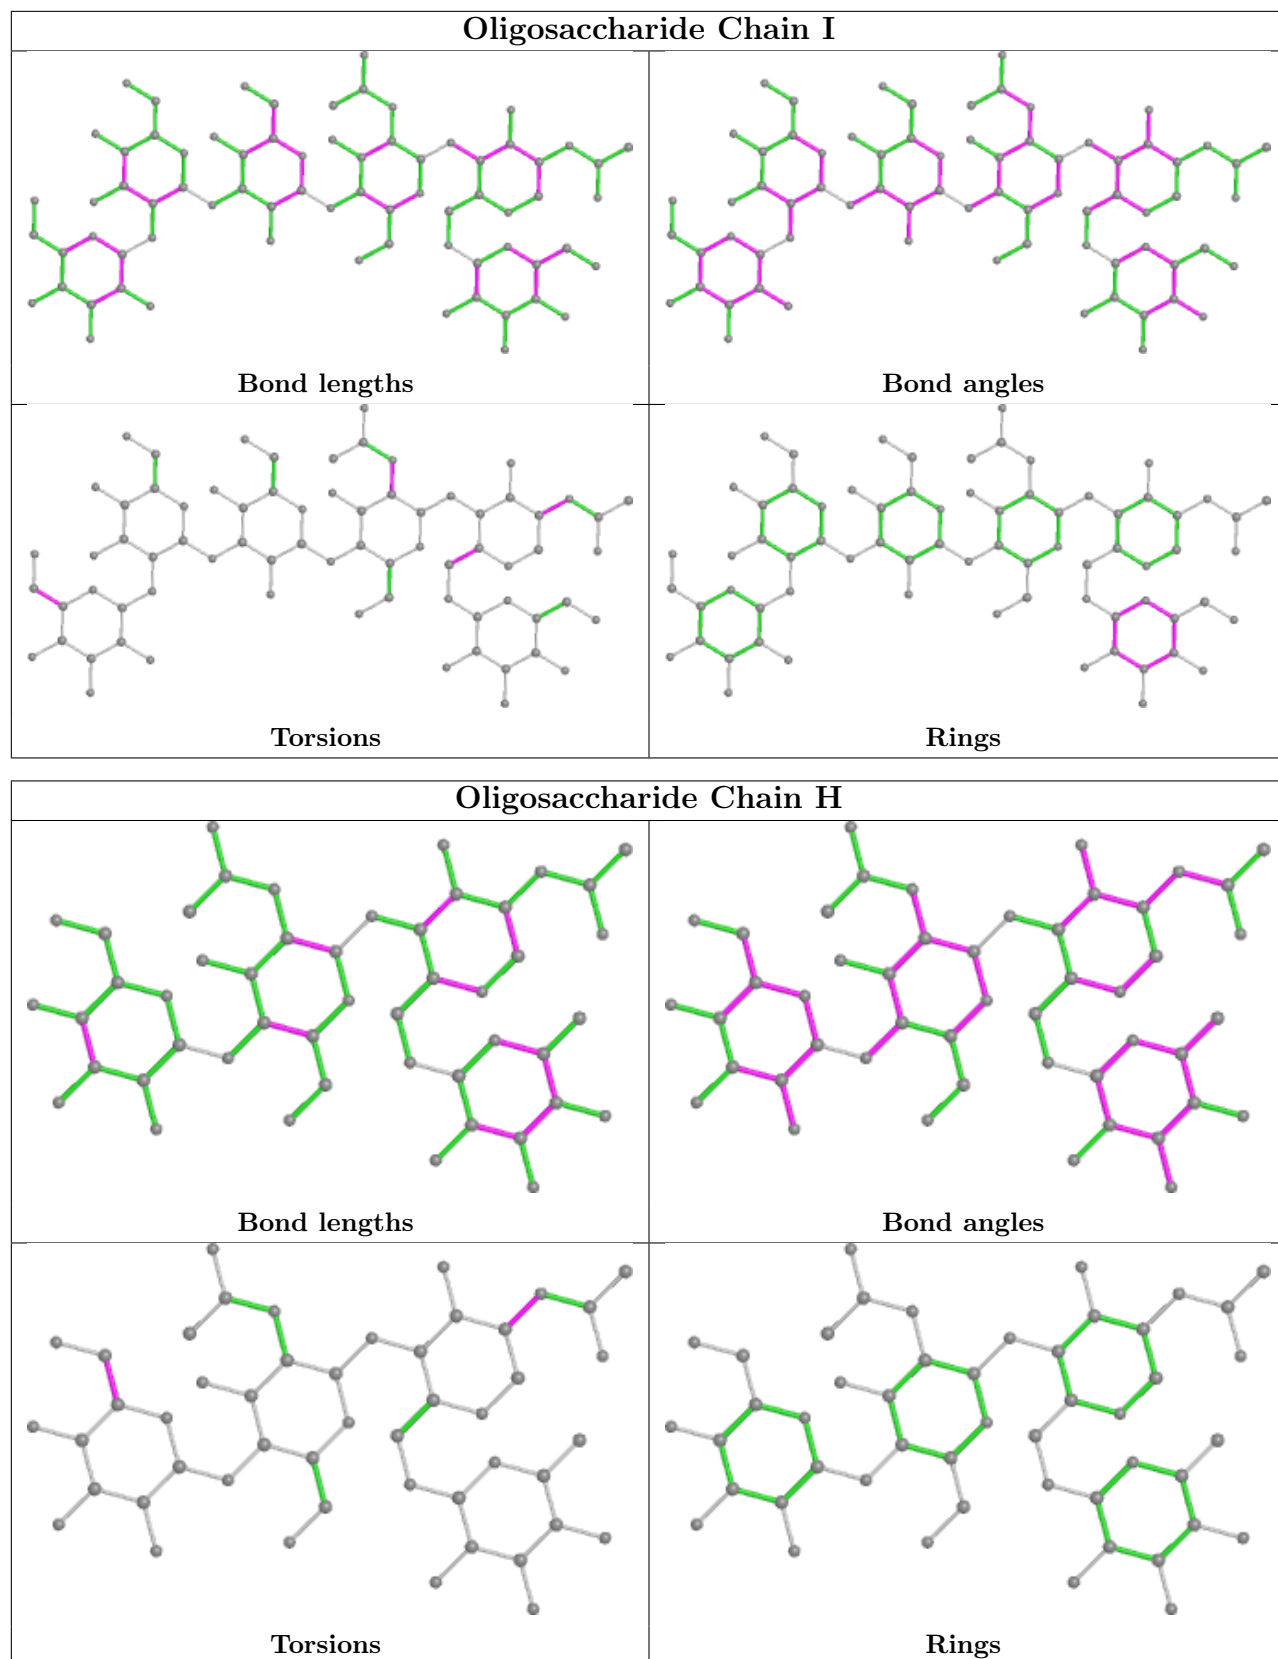 Oligosaccharide Chain I
Bond lengths
Bond angles
Torsions
Rings
Oligosaccharide Chain H
Bond lengths
Bond angles
Torsions
Rings